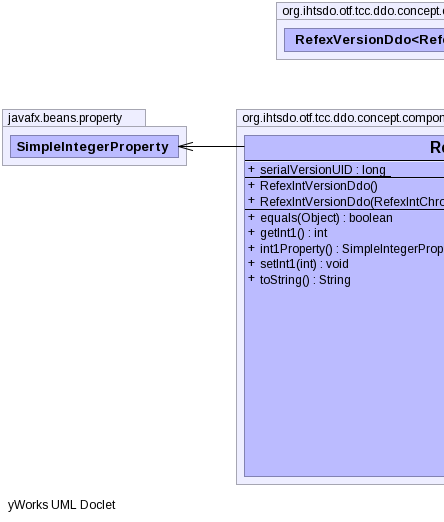 org.ihtsdo.otf.tcc.ddo.concept.c
RefexVersionDdo<Refe
javafx.beans.property
SimpleIntegerProperty
org.ihtsdo.otf.tcc.ddo.concept.compon
Re
+ serialVersionUID : long
+ RefexIntVersionDdo()
+ RefexIntVersionDdo(RefexIntChro
+ equals(Object) : boolean
+ getInt1() : int
+ int1Property() : SimpleIntegerPrope
+ setInt1(int) : void
+ toString() : String
yWorks UML Doclet